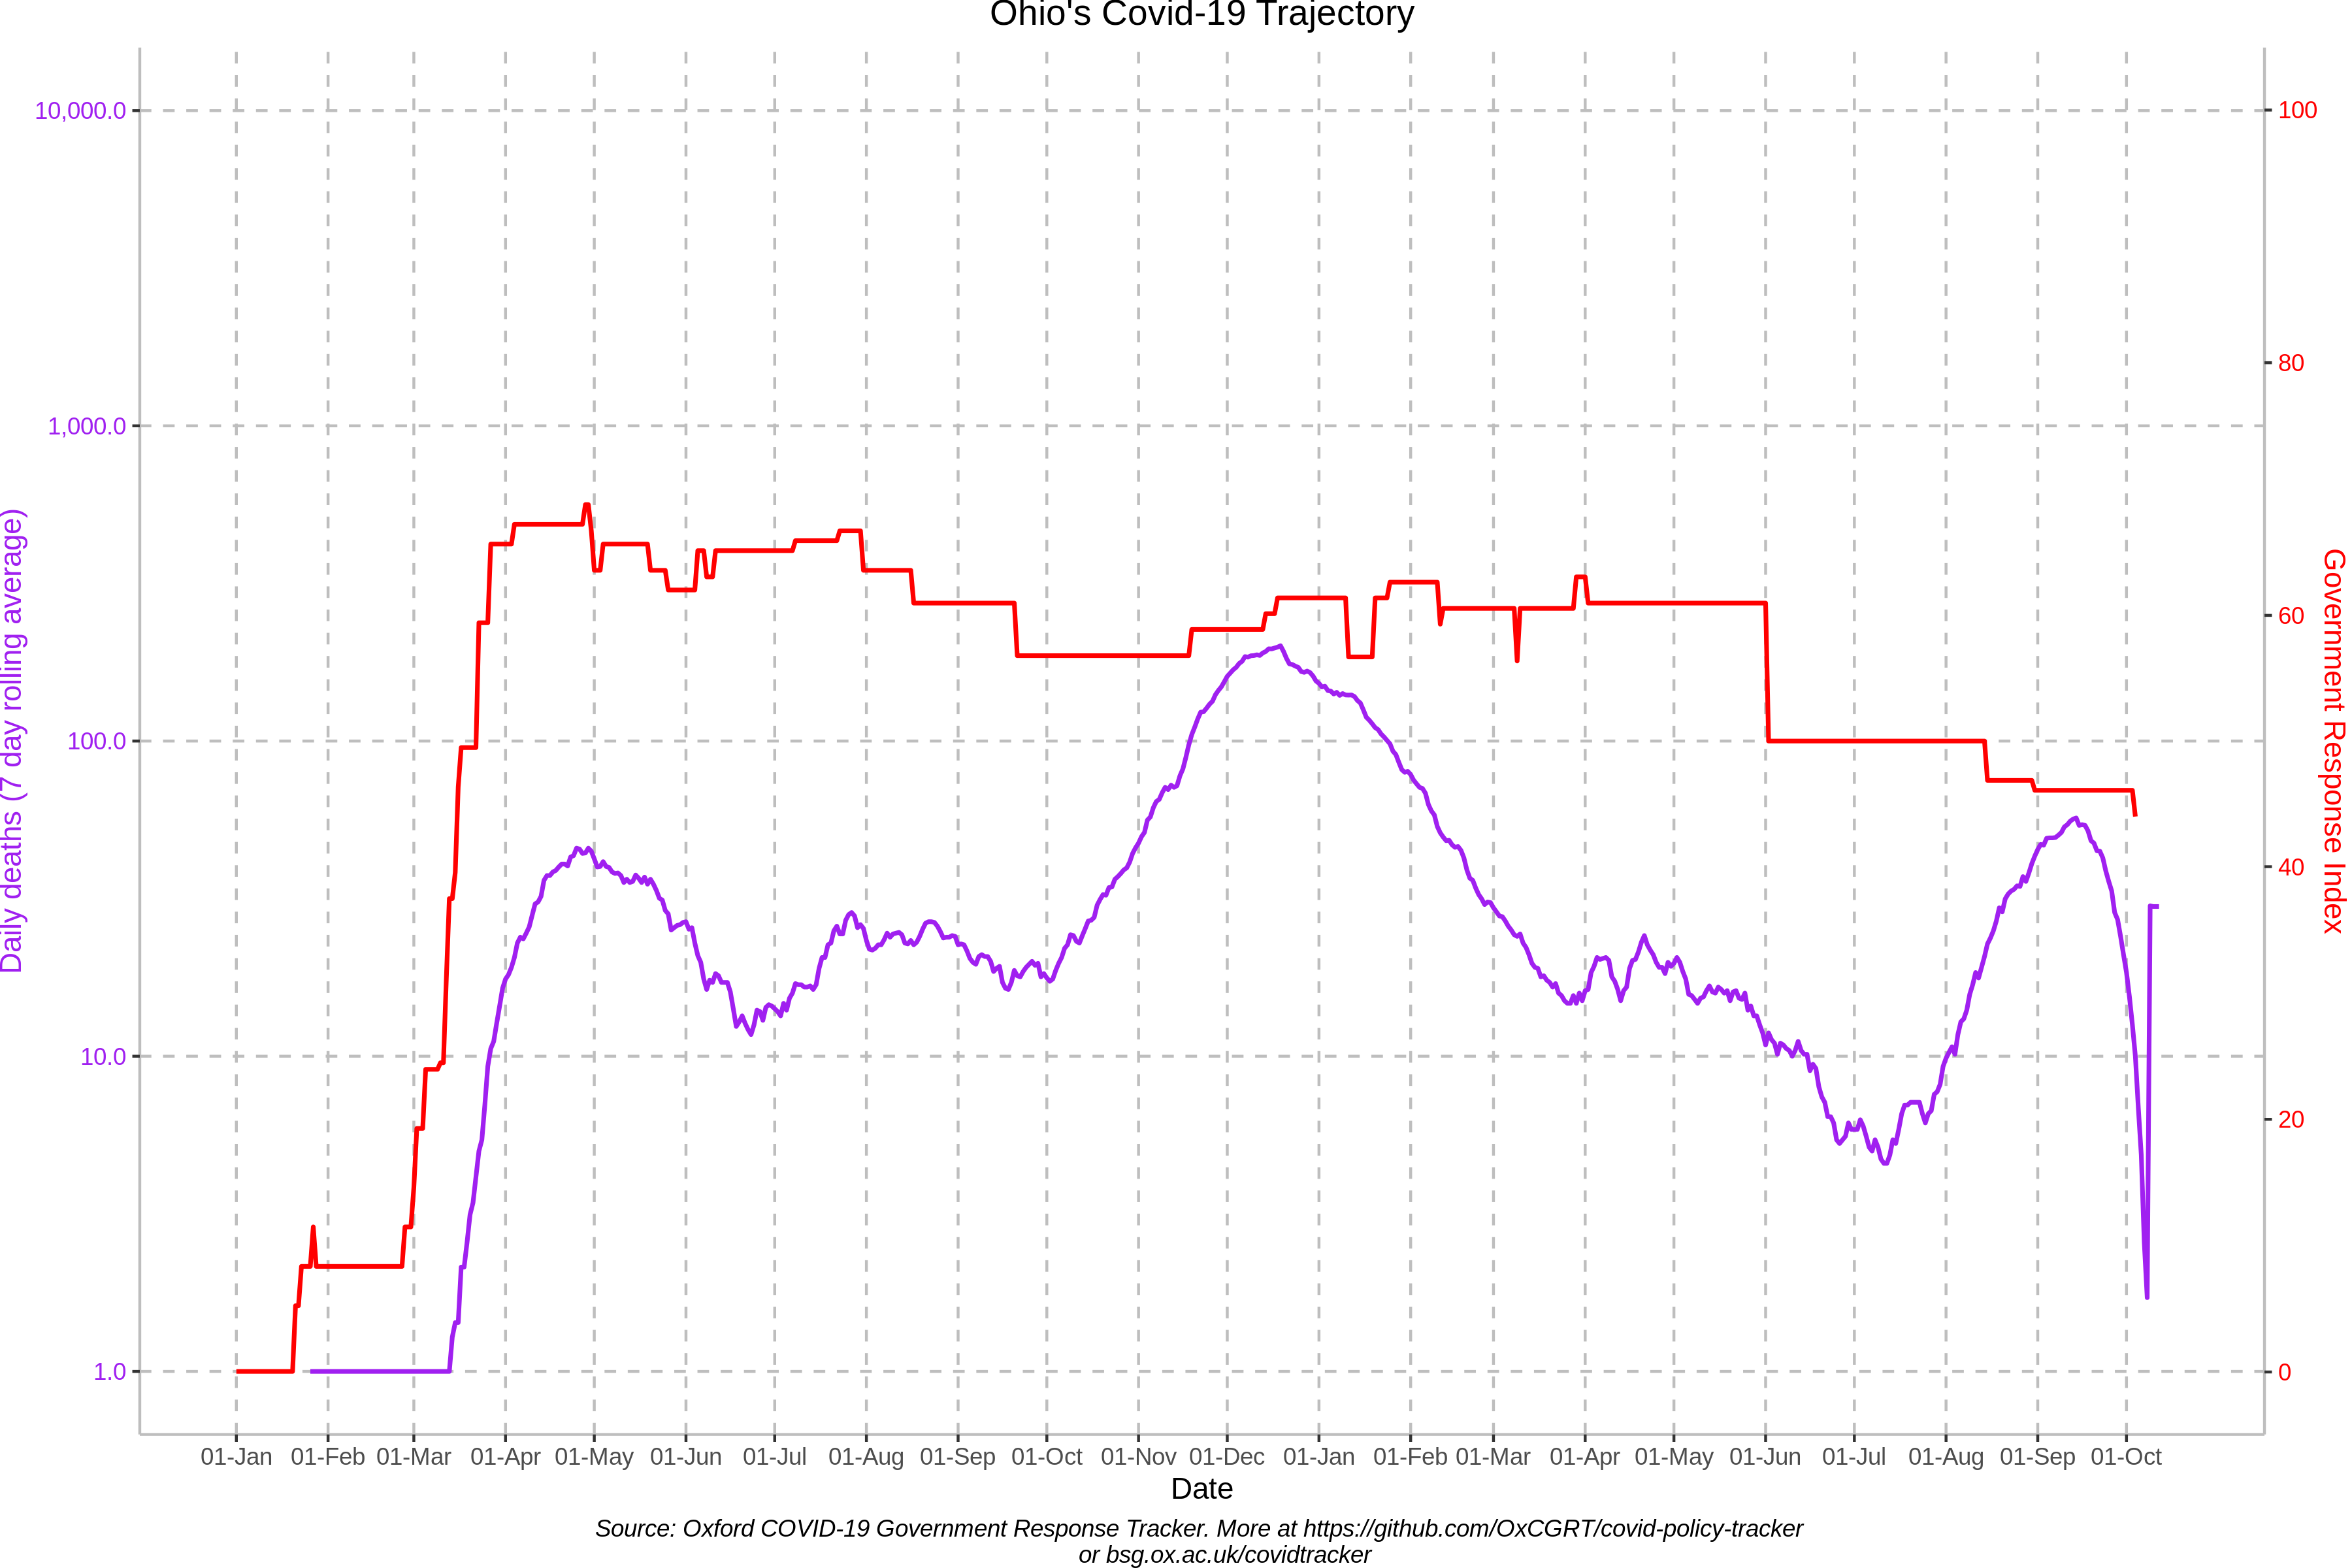 Ohio's Covid-19 Trajectory
10,000.0
1,000.0
100.0
10.0
1.0
Daily deaths (7 day rolling average)
100
80
60
40
20
0
Government Response Index
01-Jan 01-Feb 01-Mar 01-Apr 01-May 01-Jun 01-Jul 01-Aug 01-Sep 01-Oct 01-Nov 01-Dec 01-Jan 01-Feb 01-Mar 01-Apr 01-May 01-Jun 01-Jul 01-Aug 01-Sep 01-Oct
Date
Source: Oxford COVID-19 Government Response Tracker. More at https://github.com/OxCGRT/covid-policy-tracker
or bsg.ox.ac.uk/covidtracker